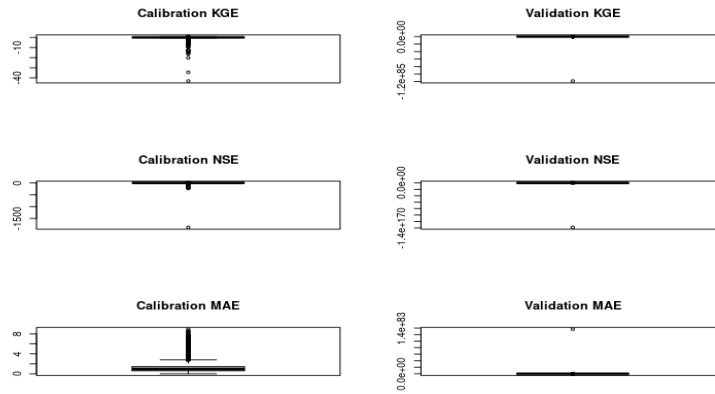 Calibration KGE
-10
-40
Validation KGE
0.0e+00
-1.2e+85
Calibration NSE
0
-1500
Validation NSE
0.0e+00
-1.4e+170
Calibration MAE
8
4
0
Validation MAE
1.4e+83
0.0e+00